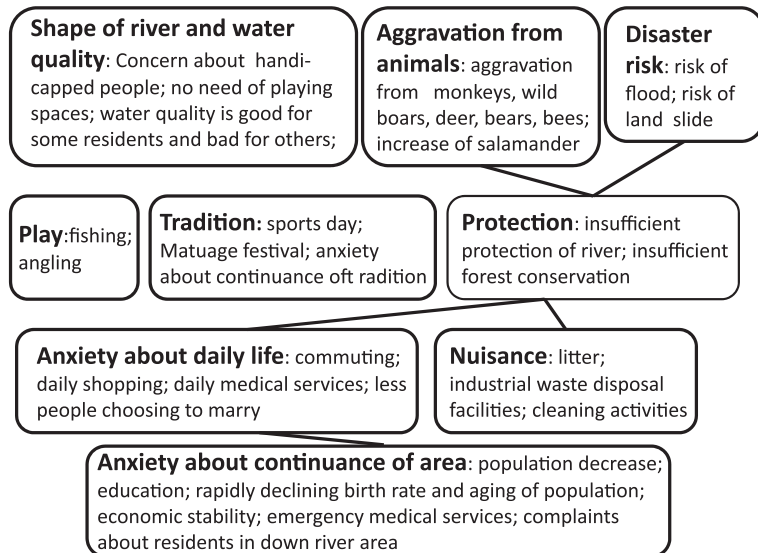 Shape of river and water
quality: Concern about handi-
capped people; no need of playing
spaces; water quality is good for
some residents and bad for others;
Aggravation from
animals: aggravation
from monkeys, wild
boars, deer, bears, bees;
increase of salamander
Disaster
risk: risk of
flood; risk of
land slide
Play:fishing;
angling
Tradition: sports day;
Matuage festival; anxiety
about continuance oft radition
Protection: insufficient
protection of river; insufficient
forest conservation
Anxiety about daily life: commuting;
daily shopping; daily medical services; less
people choosing to marry
Nuisance: litter;
industrial waste disposal
facilities; cleaning activities
Anxiety about continuance of area: population decrease;
education; rapidly declining birth rate and aging of population;
economic stability; emergency medical services; complaints
about residents in down river area